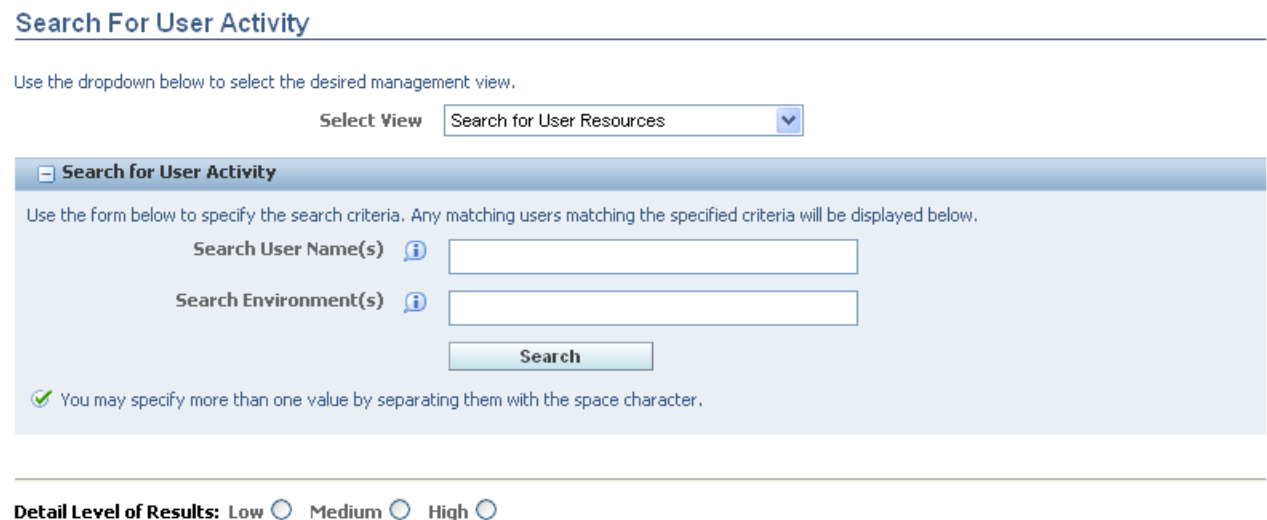 Search For User Activity
Use the dropdown below to select the desired management view.
Select View Search for User Resources
Search for User Activity
Use the form below to specify the search criteria. Any matching users matching the specified criteria will be displayed below.
Search User Name(s)
Search Environment(s)
Search
You may specify more than one value by separating them with the space character.
Detail Level of Results: Low Medium High